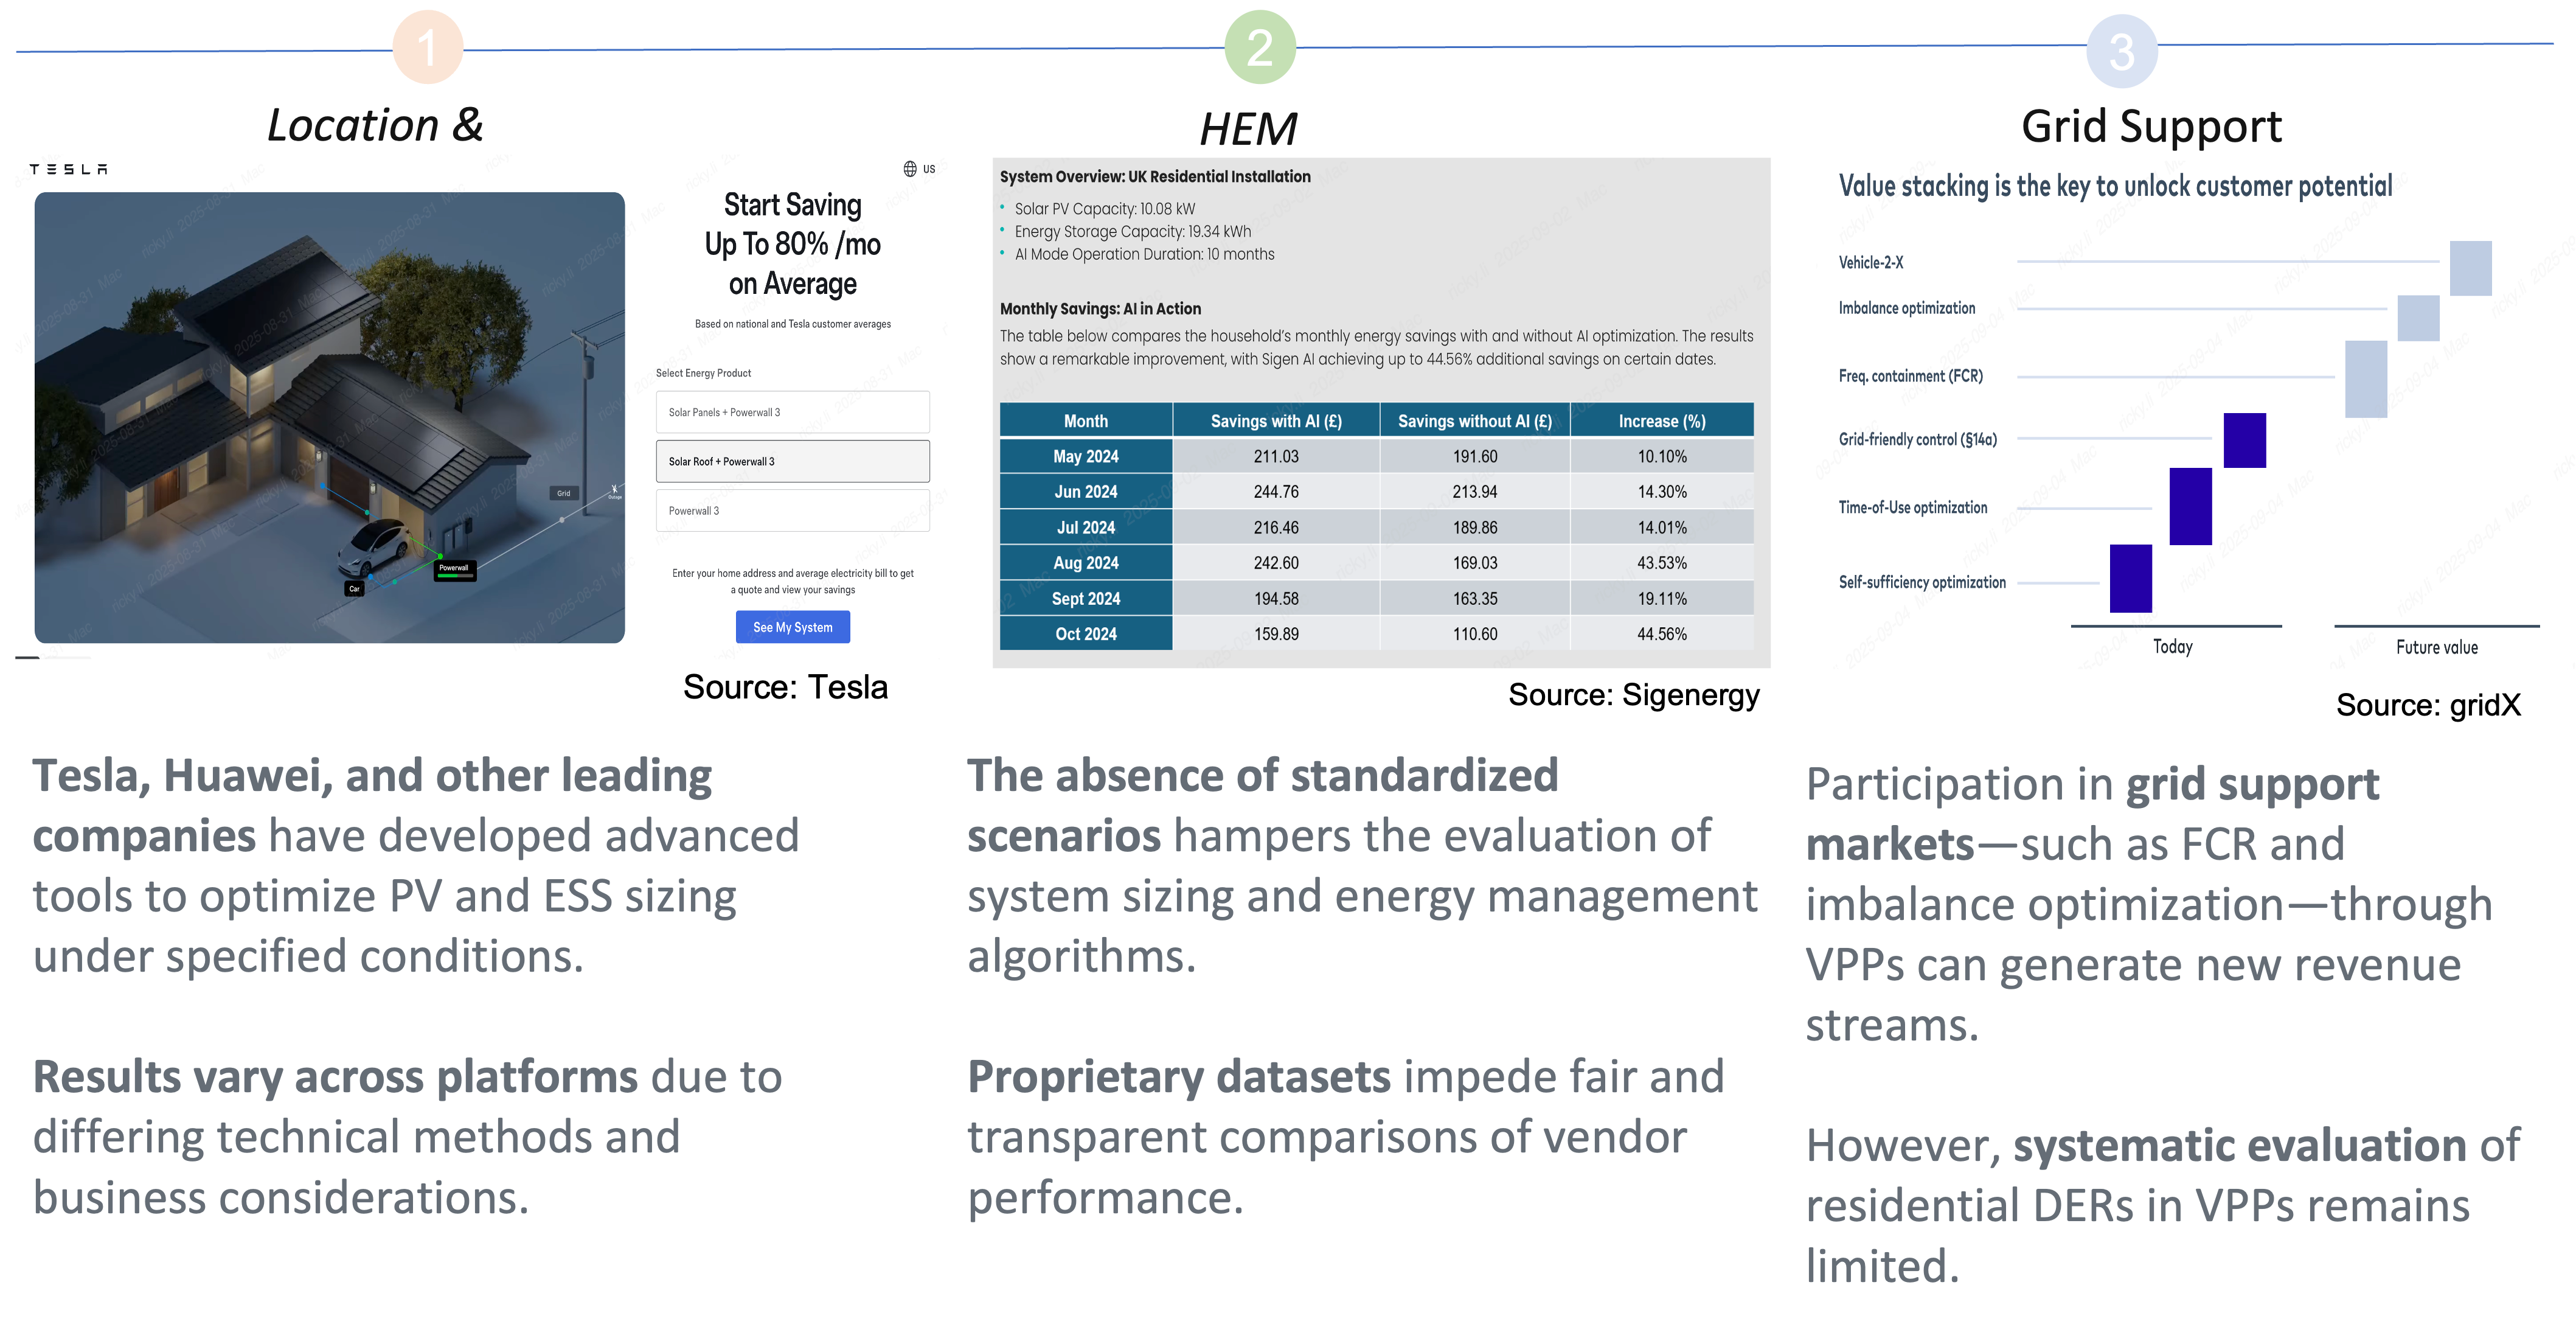 1
2
3
Location &
HEM
Grid Support
TESLA
US
Start Saving
Up To 80% /mo
on Average
Based on national and Tesla customer averages
Select Energy Product
Solar Panels + Powerwall 3
Solar Roof + Powerwall 3
Powerwall 3
Enter your home address and average electricity bill to get
a quote and view your savings
See My System
Grid
Outage
Powerwall
Car
Source: Tesla
System Overview: UK Residential Installation
• Solar PV Capacity: 10.08 kW
• Energy Storage Capacity: 19.34 kWh
• AI Mode Operation Duration: 10 months
Monthly Savings: AI in Action
The table below compares the household's monthly energy savings with and without AI optimization. The results
show a remarkable improvement, with Sigen AI achieving up to 44.56% additional savings on certain dates.
Month Savings with AI (£) Savings without AI (£) Increase (%)
May 2024 211.03 191.60 10.10%
Jun 2024 244.76 213.94 14.30%
Jul 2024 216.46 189.86 14.01%
Aug 2024 242.60 169.03 43.53%
Sept 2024 194.58 163.35 19.11%
Oct 2024 159.89 110.60 44.56%
Source: Sigenergy
Value stacking is the key to unlock customer potential
Vehicle-2-X
Imbalance optimization
Freq. containment (FCR)
Grid-friendly control (§14a)
Time-of-Use optimization
Self-sufficiency optimization
Today
Future value
Source: gridX
Tesla, Huawei, and other leading
companies have developed advanced
tools to optimize PV and ESS sizing
under specified conditions.
Results vary across platforms due to
differing technical methods and
business considerations.
The absence of standardized
scenarios hampers the evaluation of
system sizing and energy management
algorithms.
Proprietary datasets impede fair and
transparent comparisons of vendor
performance.
Participation in grid support
markets—such as FCR and
imbalance optimization—through
VPPs can generate new revenue
streams.
However, systematic evaluation of
residential DERs in VPPs remains
limited.